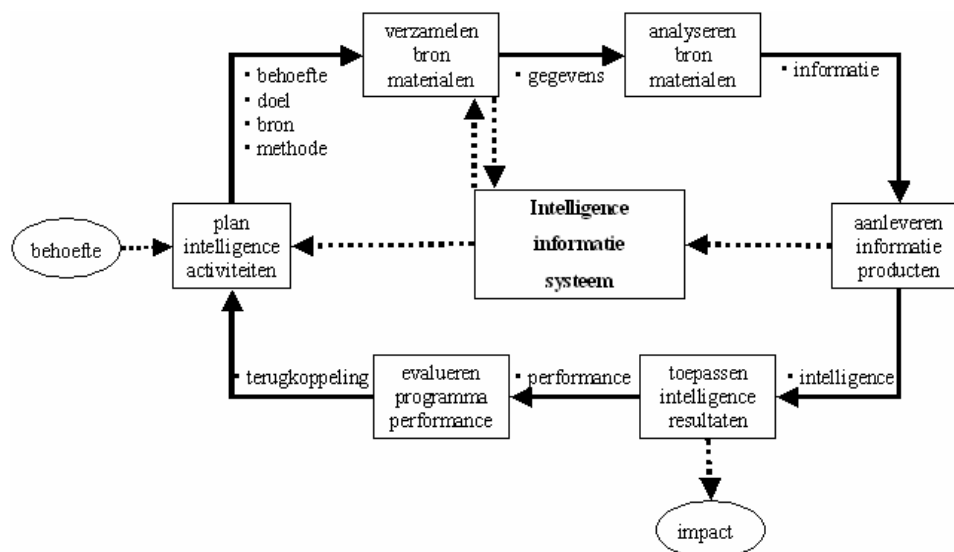 verzamelen
bron
materialen
analyseren
bron
materialen
▪ behoefte
▪ doel
▪ bron
▪ methode
▪ gegevens
▪ informatie
behoefte
plan
intelligence
activiteiten
Intelligence
informatie
systeem
aanleveren
informatie
producten
▪ terugkoppeling
evalueren
programma
performance
▪ performance
toepassen
intelligence
resultaten
▪ intelligence
impact